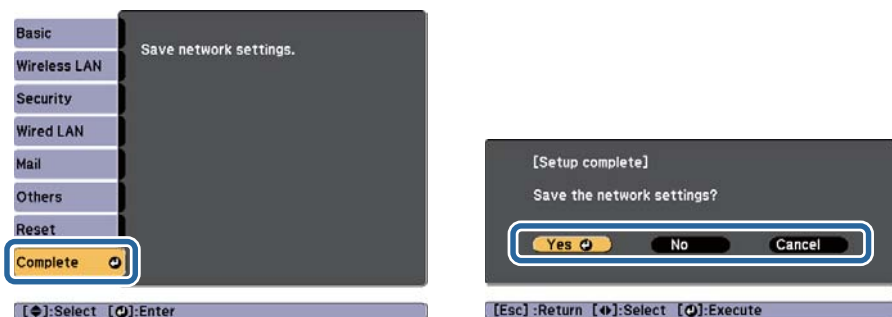 Basic
Wireless LAN
Security
Wired LAN
Mail
Others
Reset
Complete
Save network settings.
[◆]:Select [↵]:Enter
[Setup complete]
Save the network settings?
Yes No Cancel
[Esc] :Return [◀▶]:Select [↵]:Execute